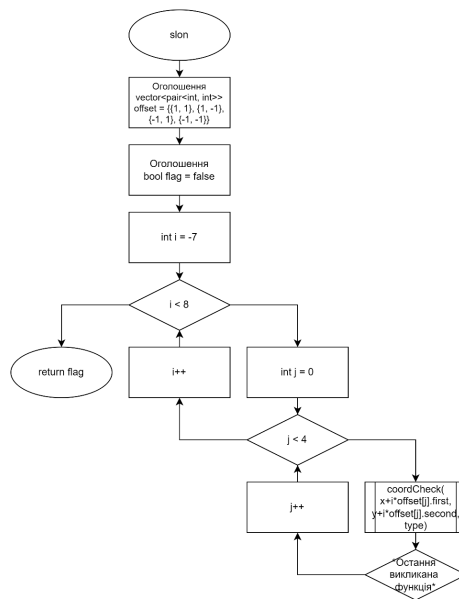 slon
Оголошення
vector<pair<int, int>>
offset = {{1, 1}, {1, -1},
{-1, 1}, {-1, -1}}
Оголошення
bool flag = false
int i = -7
i < 8
return flag
i++
int j = 0
j < 4
j++
coordCheck(
x+i*offset[j].first,
y+i*offset[j].second,
type)
*Остання
викликана
функція*